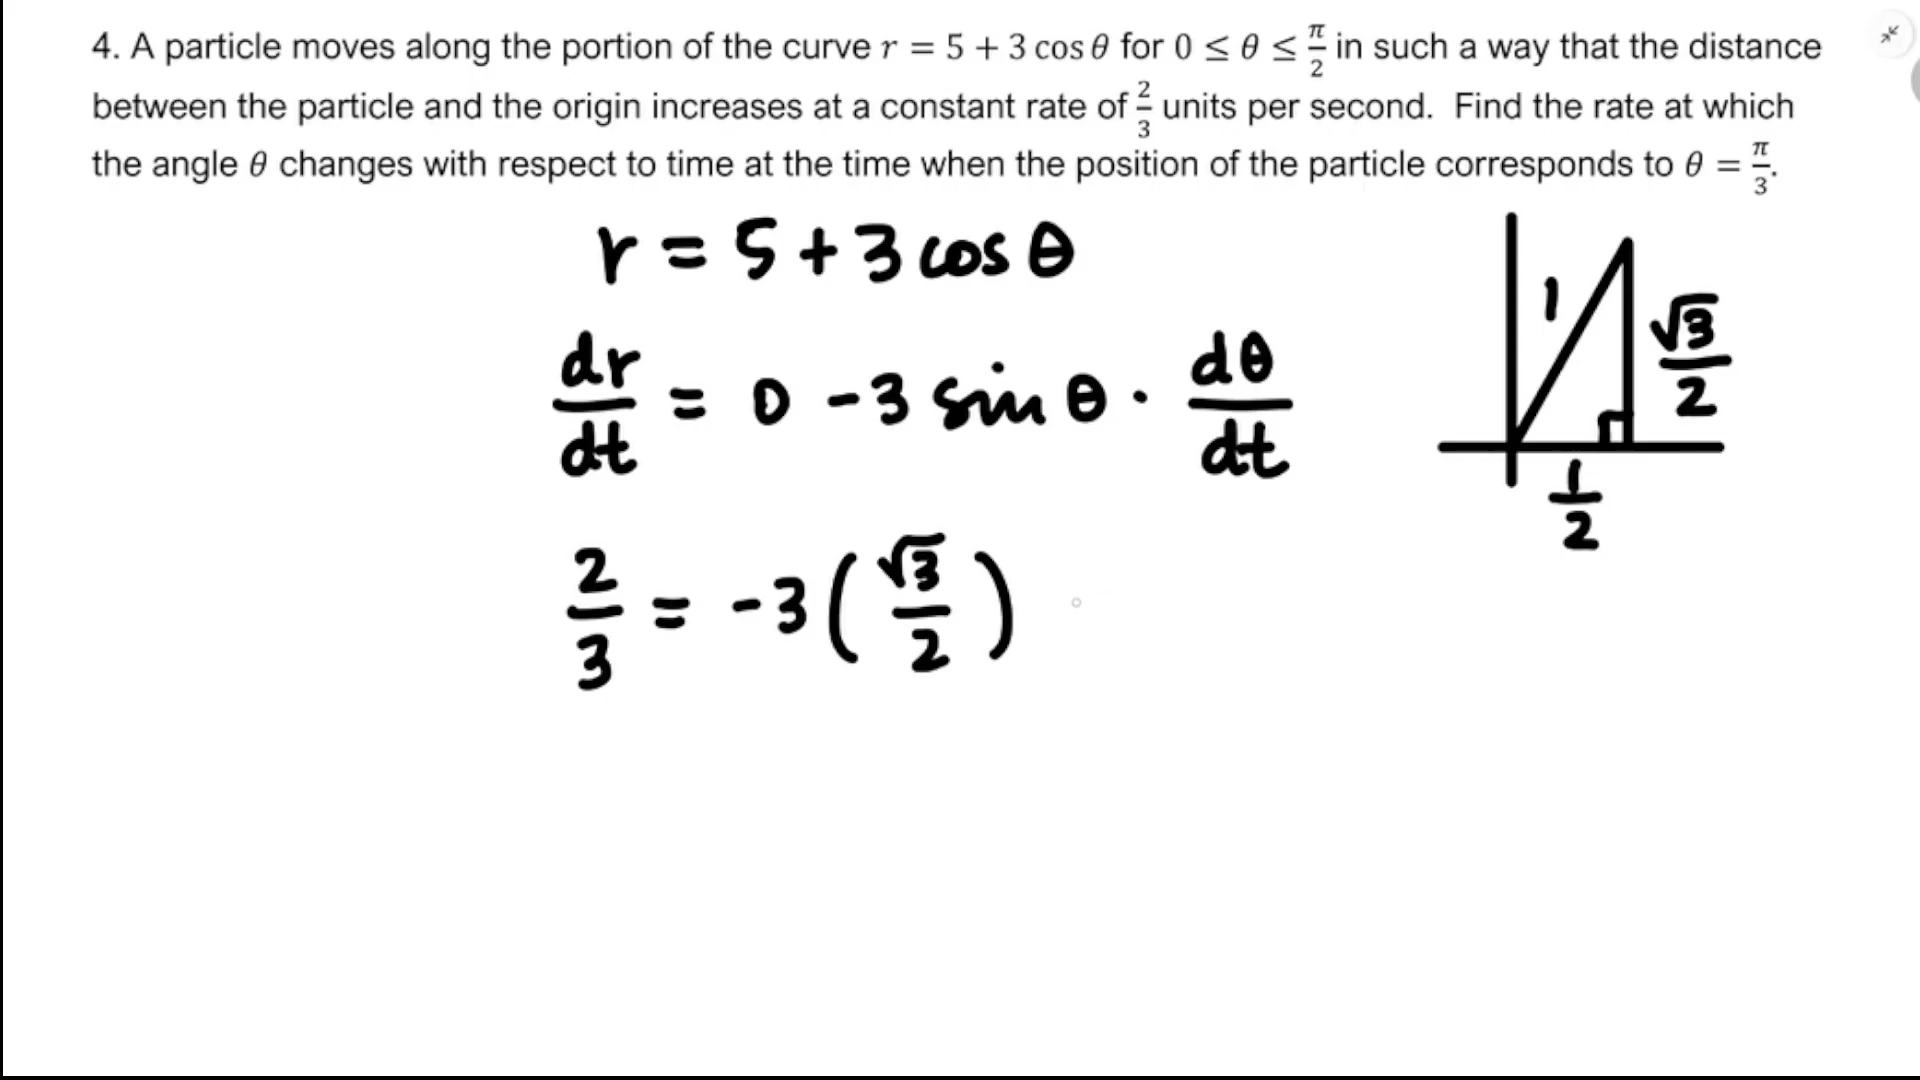 4. A particle moves along the portion of the curve r = 5 + 3 cos θ for 0 ≤ θ ≤ π/2 in such a way that the distance
between the particle and the origin increases at a constant rate of 2/3 units per second. Find the rate at which
the angle θ changes with respect to time at the time when the position of the particle corresponds to θ = π/3.
r = 5 + 3 cos θ
dr/dt = 0 - 3 sin θ · dθ/dt
2/3 = -3(√3/2)
1
√3/2
1/2